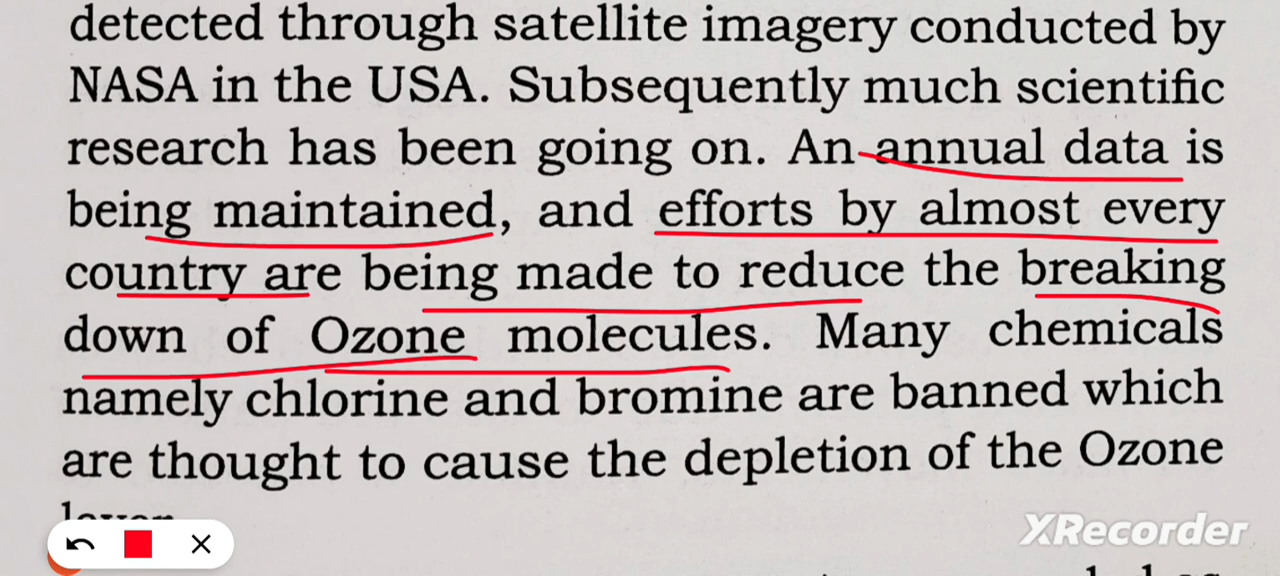 detected through satellite imagery conducted by
NASA in the USA. Subsequently much scientific
research has been going on. An annual data is
being maintained, and efforts by almost every
country are being made to reduce the breaking
down of Ozone molecules. Many chemicals
namely chlorine and bromine are banned which
are thought to cause the depletion of the Ozone
XRecorder